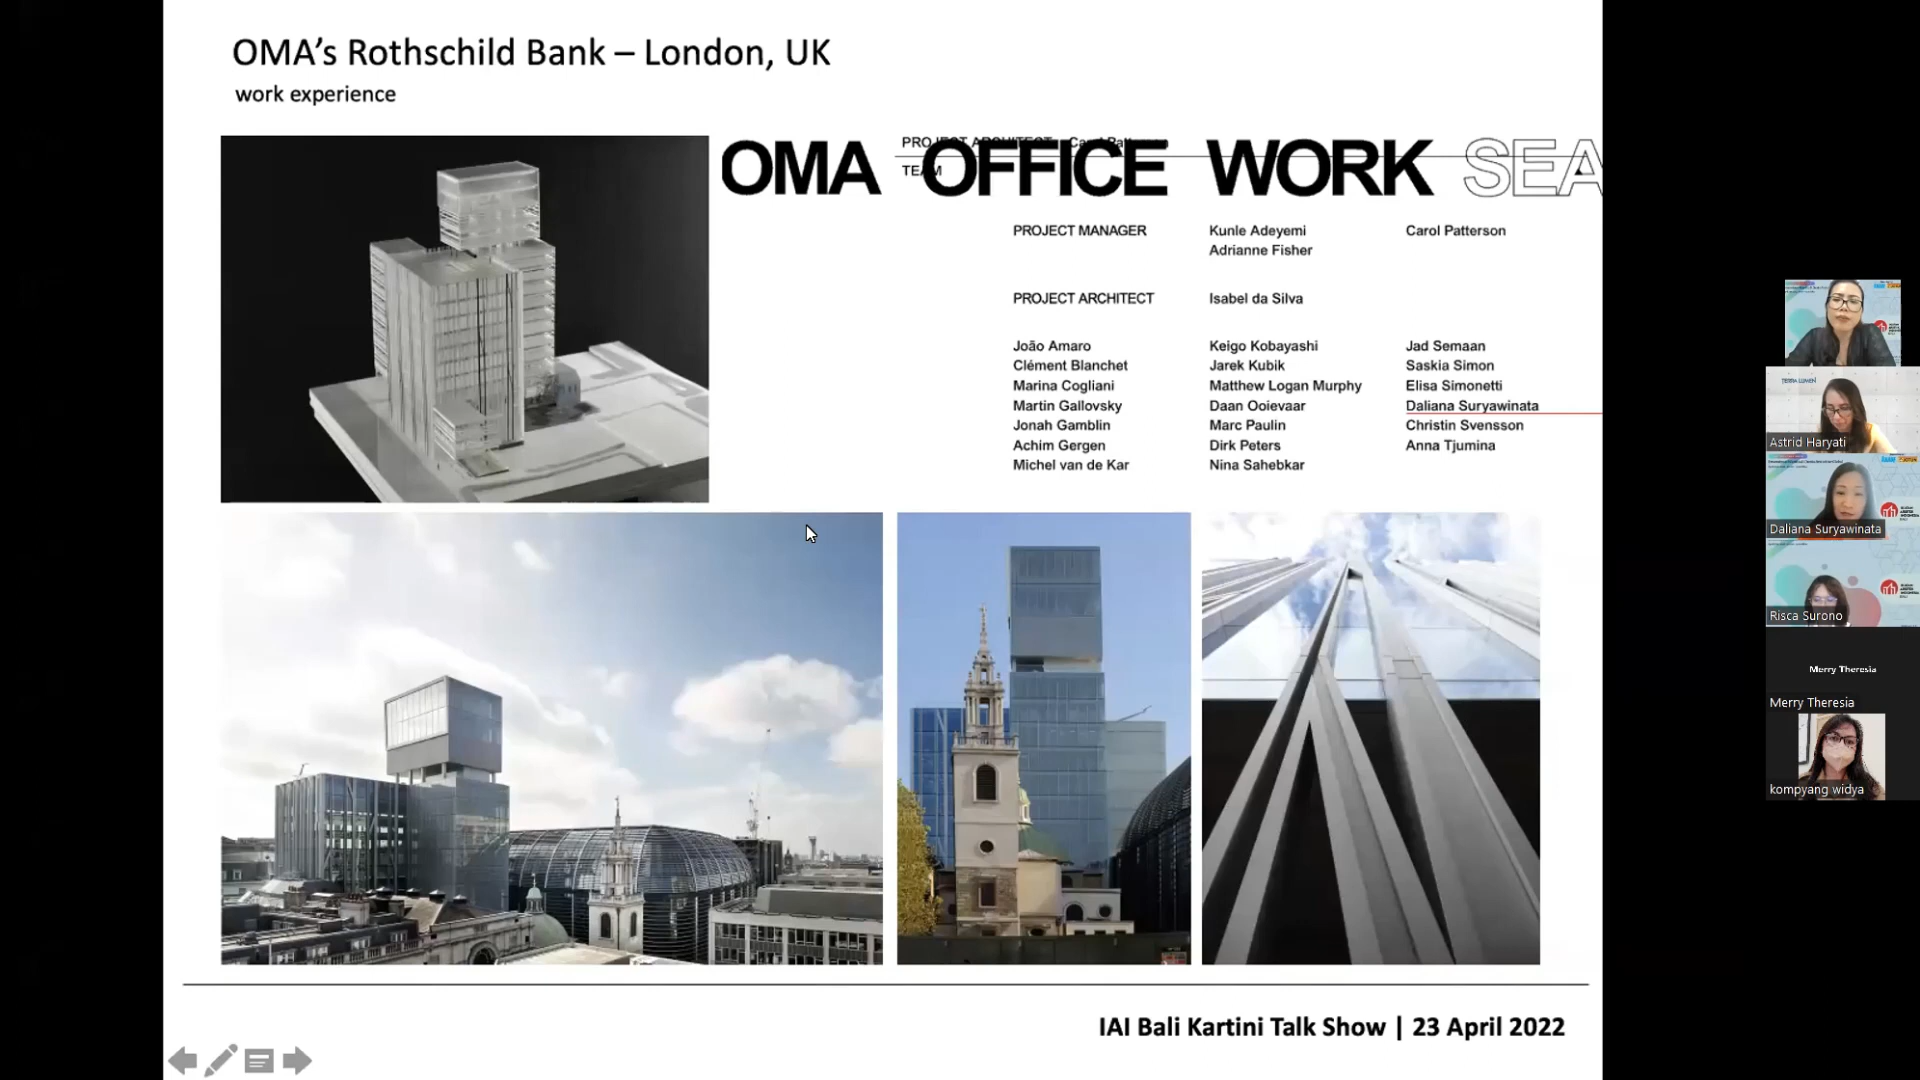 OMA's Rothschild Bank – London, UK
work experience
OMA OFFICE WORK SEA
PROJECT ARCHITECT
TEAM
PROJECT MANAGER Kunle Adeyemi Carol Patterson
Adrianne Fisher
PROJECT ARCHITECT Isabel da Silva
João Amaro Keigo Kobayashi Jad Semaan
Clément Blanchet Jarek Kubik Saskia Simon
Marina Cogliani Matthew Logan Murphy Elisa Simonetti
Martin Gallovsky Daan Ooievaar Daliana Suryawinata
Jonah Gamblin Marc Paulin Christin Svensson
Achim Gergen Dirk Peters Anna Tjumina
Michel van de Kar Nina Sahebkar
IAI Bali Kartini Talk Show | 23 April 2022
Astrid Haryati
Daliana Suryawinata
Risca Surono
Merry Theresia
Merry Theresia
kompyang widya